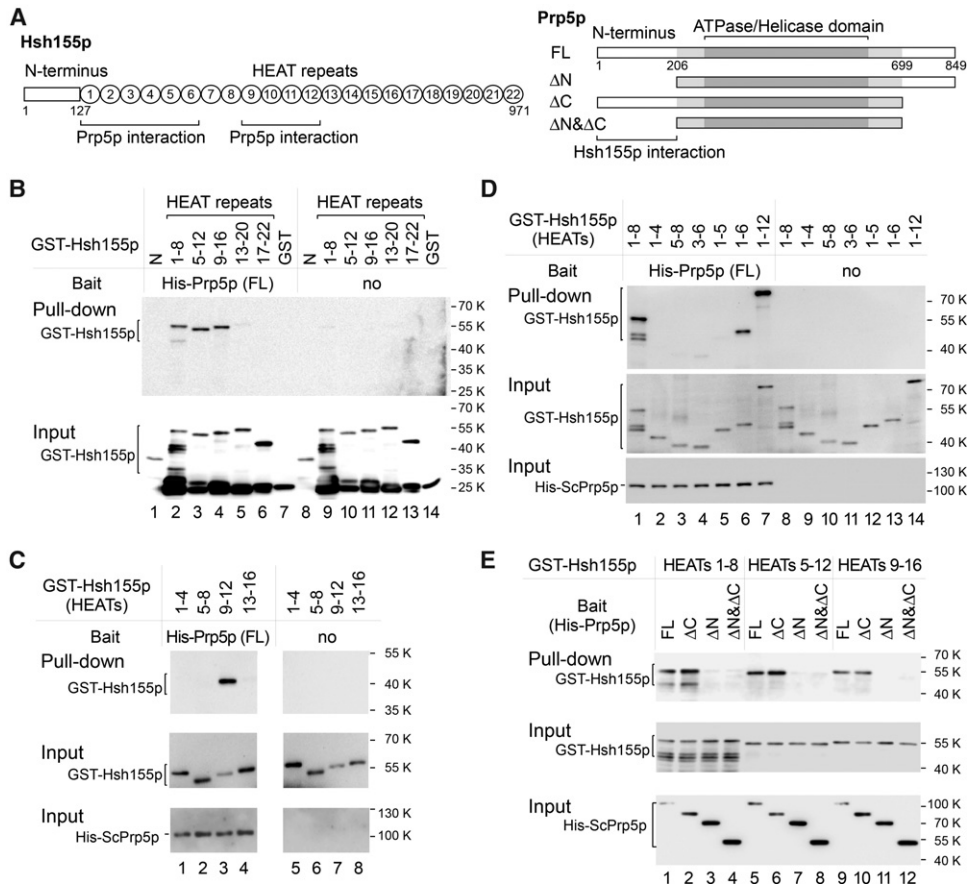 A
Hsh155p
N-terminus HEAT repeats
1 2 3 4 5 6 7 8 9 10 11 12 13 14 15 16 17 18 19 20 21 22
1 127 971
Prp5p interaction Prp5p interaction
Prp5p
N-terminus ATPase/Helicase domain
FL
1 206 699 849
ΔN
ΔC
ΔN&ΔC
Hsh155p interaction
B
HEAT repeats HEAT repeats
GST-Hsh155p N 1-8 5-12 9-16 13-20 17-22 GST N 1-8 5-12 9-16 13-20 17-22 GST
Bait His-Prp5p (FL) no
Pull-down
GST-Hsh155p
70 K
55 K
40 K
35 K
25 K
Input
GST-Hsh155p
70 K
55 K
40 K
35 K
25 K
1 2 3 4 5 6 7 8 9 10 11 12 13 14
C
GST-Hsh155p
(HEATs) 1-4 5-8 9-12 13-16 1-4 5-8 9-12 13-16
Bait His-Prp5p (FL) no
Pull-down
GST-Hsh155p
55 K
40 K
35 K
Input
GST-Hsh155p
70 K
55 K
40 K
Input
His-ScPrp5p
130 K
100 K
1 2 3 4 5 6 7 8
D
GST-Hsh155p
(HEATs) 1-8 1-4 5-8 3-6 1-5 1-6 1-12 1-8 1-4 5-8 3-6 1-5 1-6 1-12
Bait His-Prp5p (FL) no
Pull-down
GST-Hsh155p
70 K
55 K
40 K
Input
GST-Hsh155p
70 K
55 K
40 K
Input
His-ScPrp5p
130 K
100 K
1 2 3 4 5 6 7 8 9 10 11 12 13 14
E
GST-Hsh155p HEATs 1-8 HEATs 5-12 HEATs 9-16
Bait
(His-Prp5p) FL ΔC ΔN ΔN&ΔC FL ΔC ΔN ΔN&ΔC FL ΔC ΔN ΔN&ΔC
Pull-down
GST-Hsh155p
70 K
55 K
40 K
Input
GST-Hsh155p
55 K
40 K
Input
His-ScPrp5p
100 K
70 K
55 K
40 K
1 2 3 4 5 6 7 8 9 10 11 12